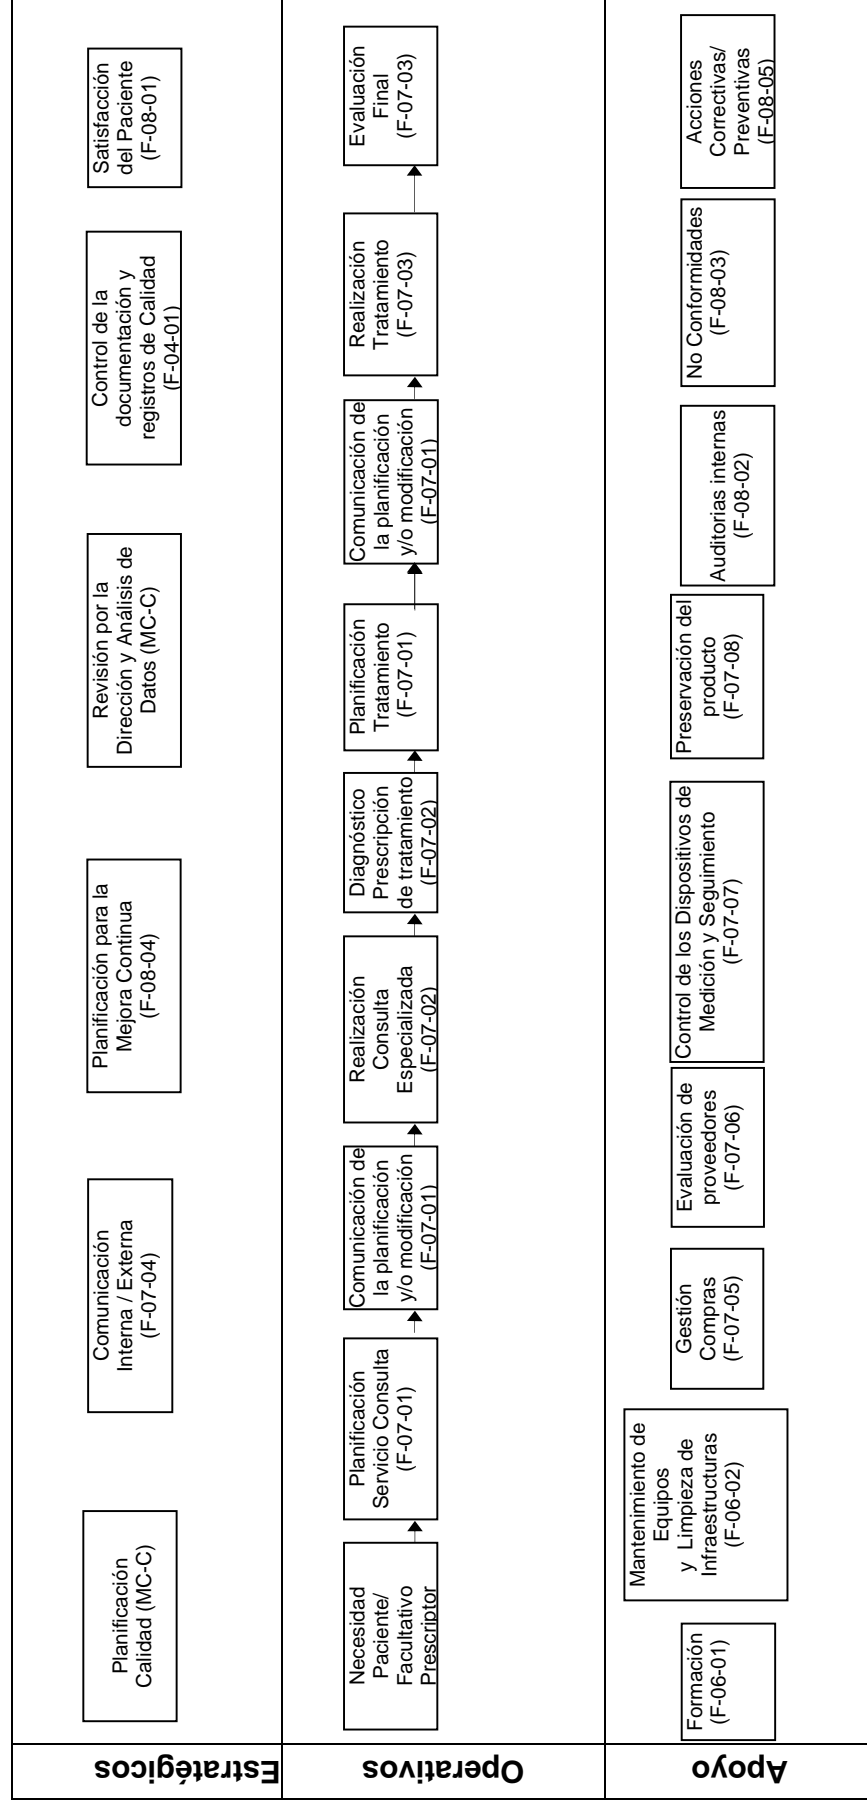 Estratégicos
Planificación
Calidad (MC-C)
Comunicación
Interna / Externa
(F-07-04)
Planificación para la
Mejora Continua
(F-08-04)
Revisión por la
Dirección y Análisis de
Datos (MC-C)
Control de la
documentación y
registros de Calidad
(F-04-01)
Satisfacción
del Paciente
(F-08-01)
Operativos
Necesidad
Paciente/
Facultativo
Prescriptor
Planificación
Servicio Consulta
(F-07-01)
Comunicación de
la planificación
y/o modificación
(F-07-01)
Realización
Consulta
Especializada
(F-07-02)
Diagnóstico
Prescripción
de tratamiento
(F-07-02)
Planificación
Tratamiento
(F-07-01)
Comunicación de
la planificación
y/o modificación
(F-07-01)
Realización
Tratamiento
(F-07-03)
Evaluación
Final
(F-07-03)
Apoyo
Formación
(F-06-01)
Mantenimiento de
Equipos
y Limpieza de
Infraestructuras
(F-06-02)
Gestión
Compras
(F-07-05)
Evaluación de
proveedores
(F-07-06)
Control de los Dispositivos de
Medición y Seguimiento
(F-07-07)
Preservación del
producto
(F-07-08)
Auditorias internas
(F-08-02)
No Conformidades
(F-08-03)
Acciones
Correctivas/
Preventivas
(F-08-05)